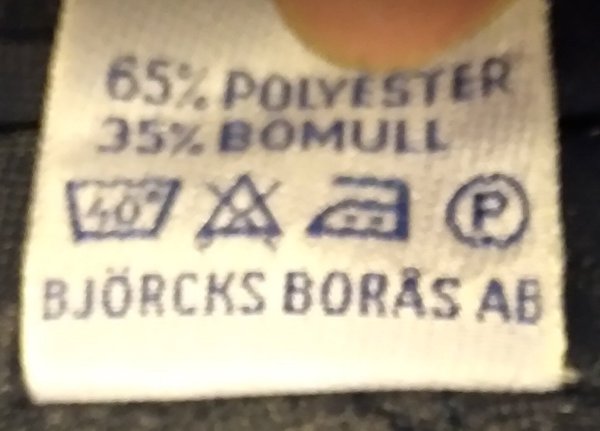 65% POLYESTER
35% BOMULL
40° P
BJÖRCKS BORÅS AB